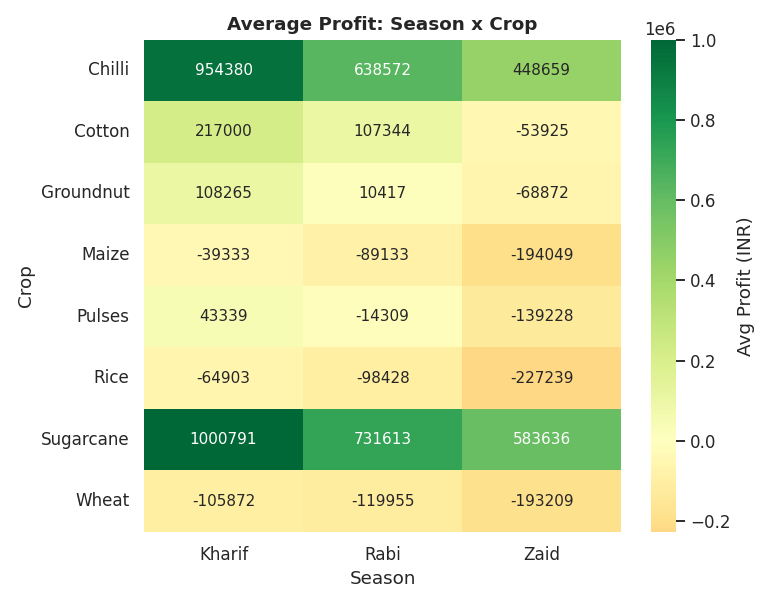 Average Profit: Season x Crop
1e6
Chilli 954380 638572 448659
Cotton 217000 107344 -53925
Groundnut 108265 10417 -68872
Maize -39333 -89133 -194049
Pulses 43339 -14309 -139228
Rice -64903 -98428 -227239
Sugarcane 1000791 731613 583636
Wheat -105872 -119955 -193209
Kharif Rabi Zaid
Season
Crop
1.0
0.8
0.6
0.4
0.2
0.0
−0.2
Avg Profit (INR)